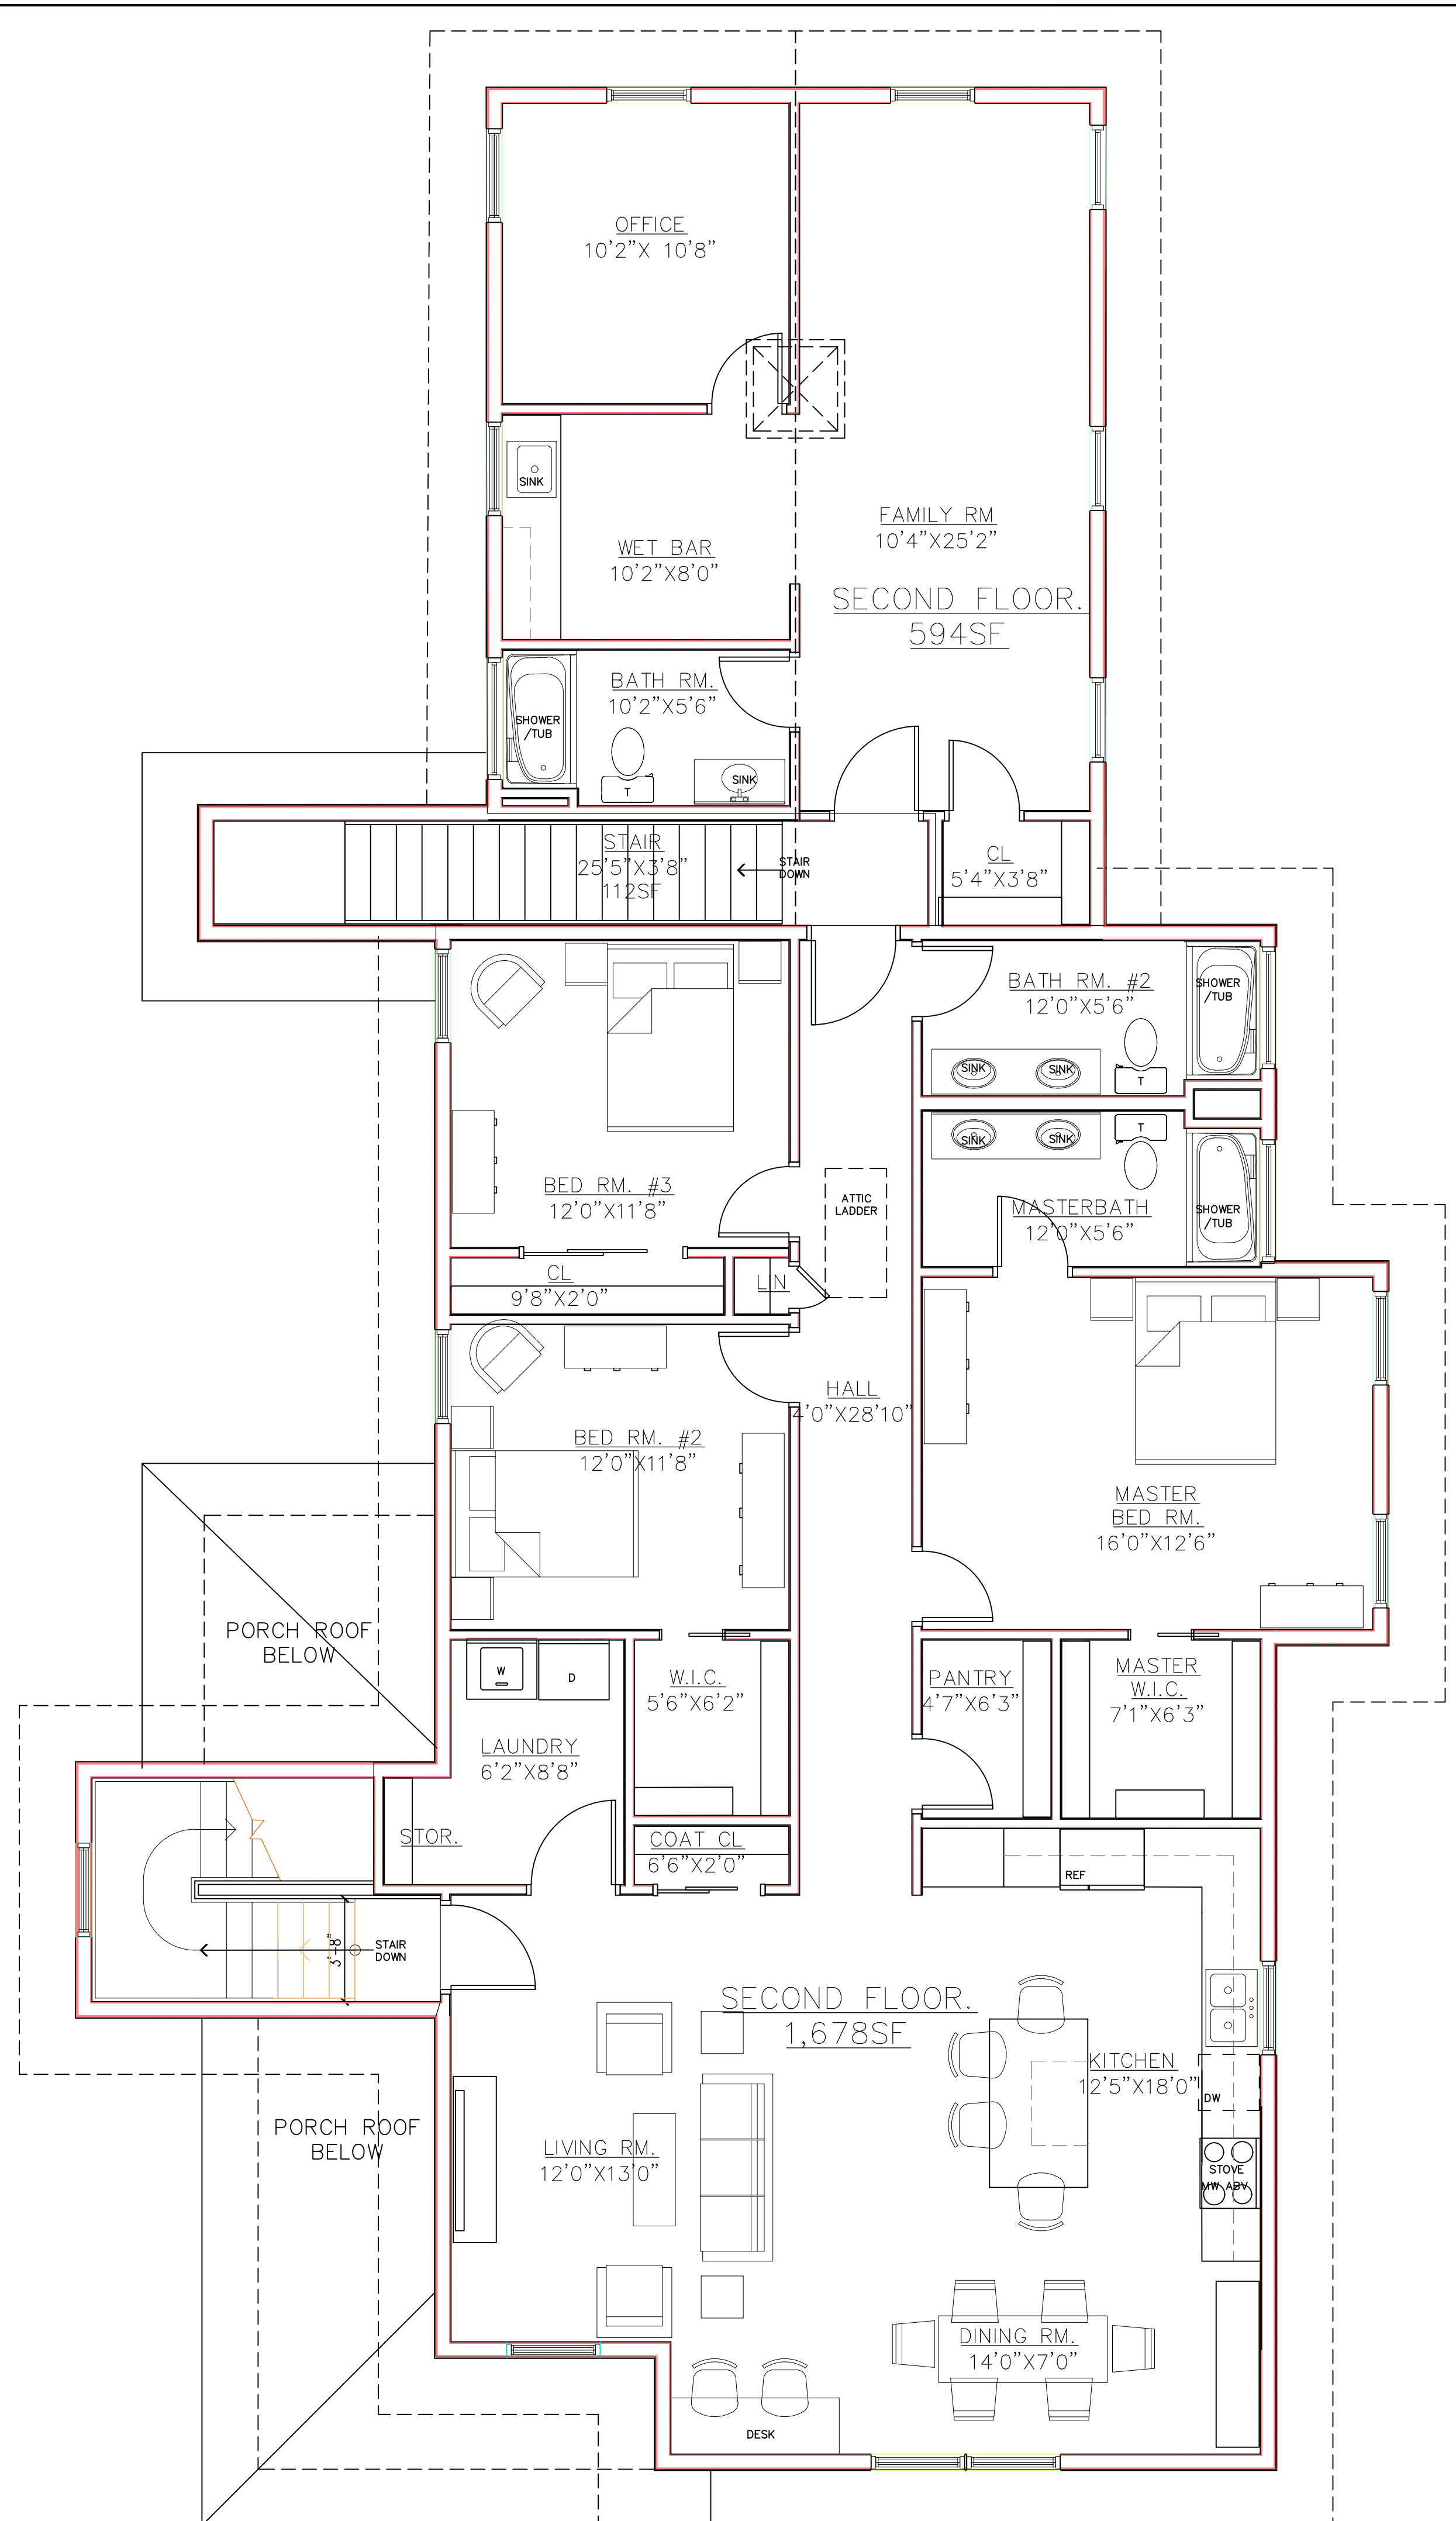 OFFICE
10'2"X 10'8"
SINK
FAMILY RM
10'4"X25'2"
WET BAR
10'2"X8'0"
SECOND FLOOR.
594SF
BATH RM.
10'2"X5'6"
SHOWER
/TUB
SINK
T
STAIR
25'5"X3'8"
112SF
STAIR
DOWN
CL
5'4"X3'8"
BATH RM. #2
12'0"X5'6"
SHOWER
/TUB
SINK
SINK
T
T
SINK
SINK
BED RM. #3
12'0"X11'8"
ATTIC
LADDER
MASTERBATH
12'0"X5'6"
SHOWER
/TUB
CL
9'8"X2'0"
LIN
HALL
4'0"X28'10"
BED RM. #2
12'0"X11'8"
MASTER
BED RM.
16'0"X12'6"
PORCH ROOF
BELOW
W
D
W.I.C.
5'6"X6'2"
PANTRY
4'7"X6'3"
MASTER
W.I.C.
7'1"X6'3"
LAUNDRY
6'2"X8'8"
STOR.
COAT CL
6'6"X2'0"
REF
3'-8"
STAIR
DOWN
SECOND FLOOR.
1,678SF
KITCHEN
12'5"X18'0"
DW
PORCH ROOF
BELOW
LIVING RM.
12'0"X13'0"
STOVE
MW ABV
DINING RM.
14'0"X7'0"
DESK